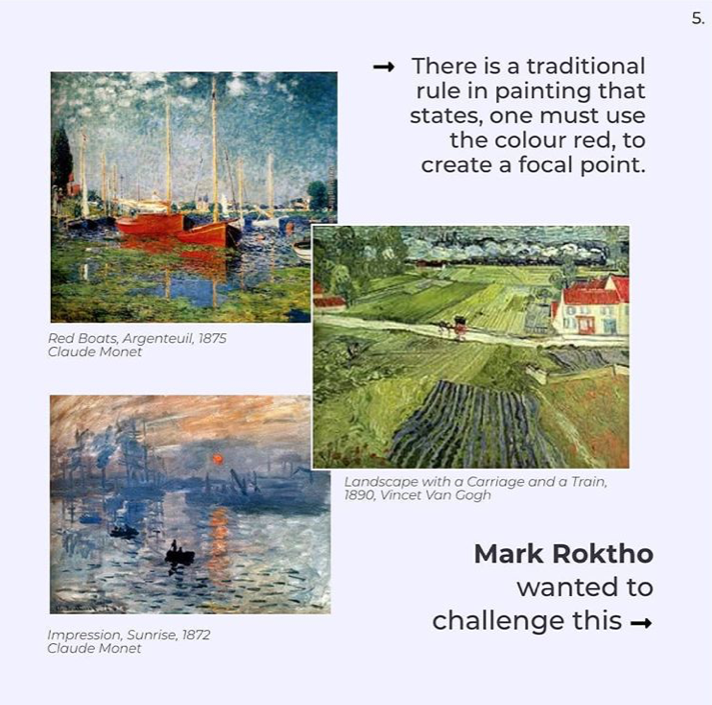 5.
→ There is a traditional
rule in painting that
states, one must use
the colour red, to
create a focal point.
Red Boats, Argenteuil, 1875
Claude Monet
Landscape with a Carriage and a Train,
1890, Vincet Van Gogh
Impression, Sunrise, 1872
Claude Monet
Mark Roktho
wanted to
challenge this →